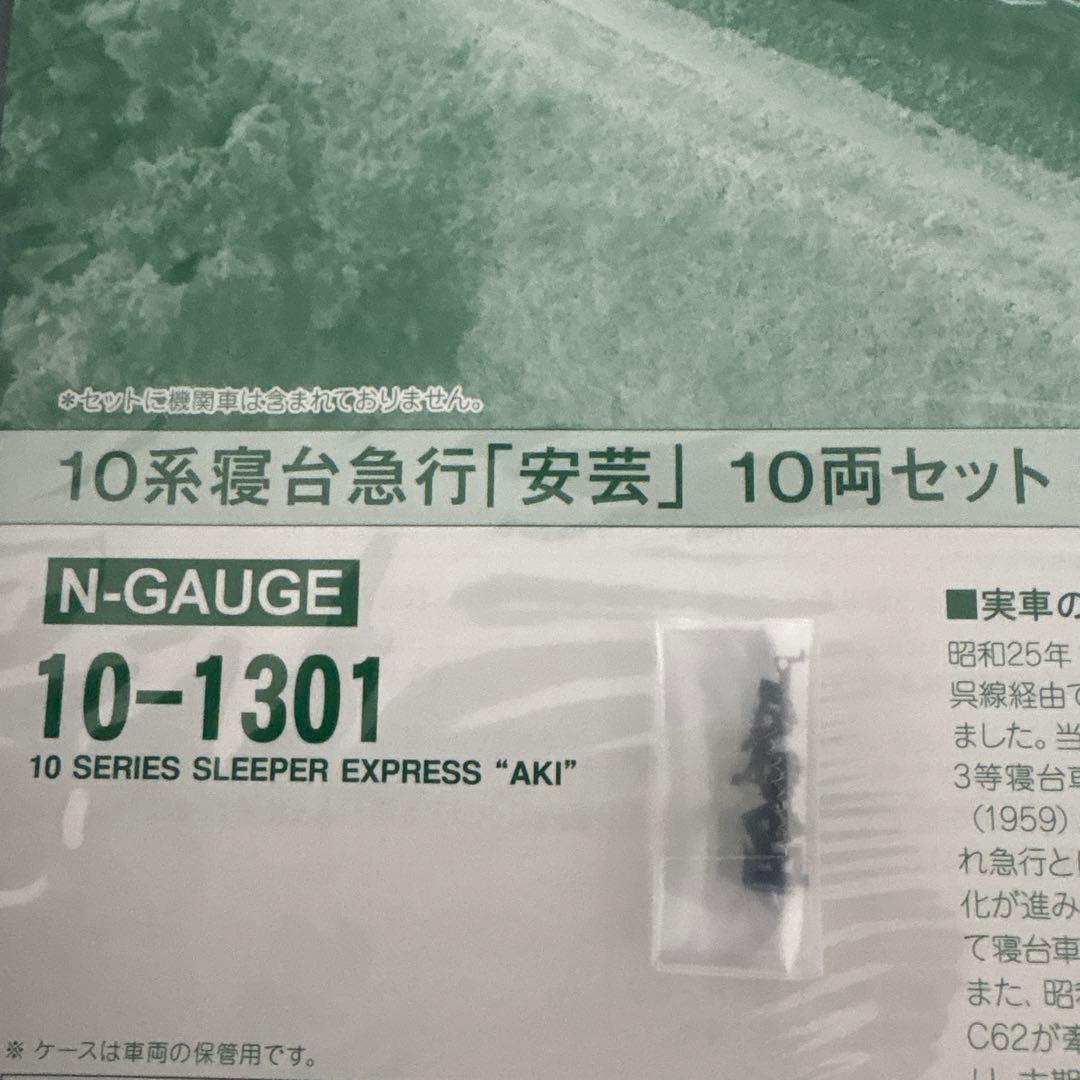 *セットに機関車は含まれておりません。
10系寝台急行「安芸」 10両セット
N-GAUGE
10-1301
10 SERIES SLEEPER EXPRESS “AKI”
■実車の
昭和25年
呉線経由で
ました。当
3等寝台車
(1959)
れ急行と
化が進み
て寝台車
また、昭和
C62が牽
※ ケースは車両の保管用です。